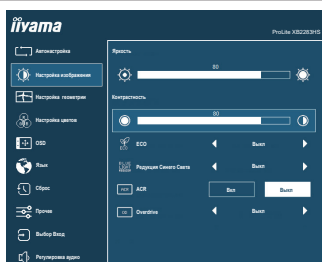 iiyama
ProLite XB2283HS
Автонастройка
Настройка изображения
Настройка геометрии
Настройка цветов
OSD
Язык
Сброс
Прочее
Выбор Вход
Регулировка аудио
Яркость
80
Контрастность
80
ECO
Выкл
Редукция Синего Света
Выкл
ACR
Вкл
Выкл
Overdrive
Выкл